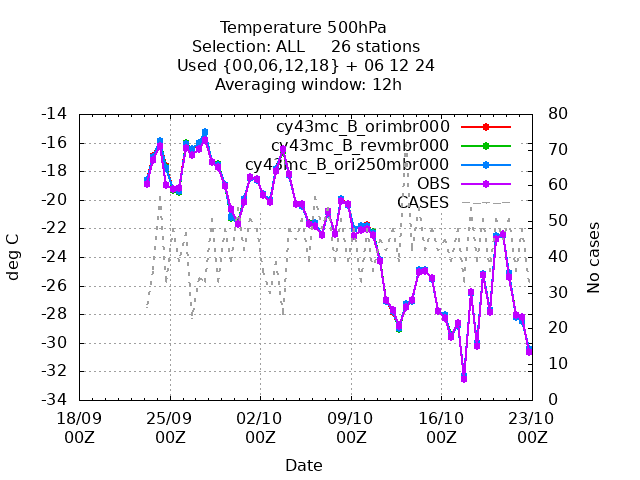 Temperature 500hPa
Selection: ALL 26 stations
Used {00,06,12,18} + 06 12 24
Averaging window: 12h
cy43mc_B_orimbr000
cy43mc_B_revmbr000
cy43mc_B_ori250mbr000
OBS
CASES
-14
-16
-18
-20
-22
-24
-26
-28
-30
-32
-34
deg C
80
70
60
50
40
30
20
10
0
No cases
18/09 25/09 02/10 09/10 16/10 23/10
00Z 00Z 00Z 00Z 00Z 00Z
Date